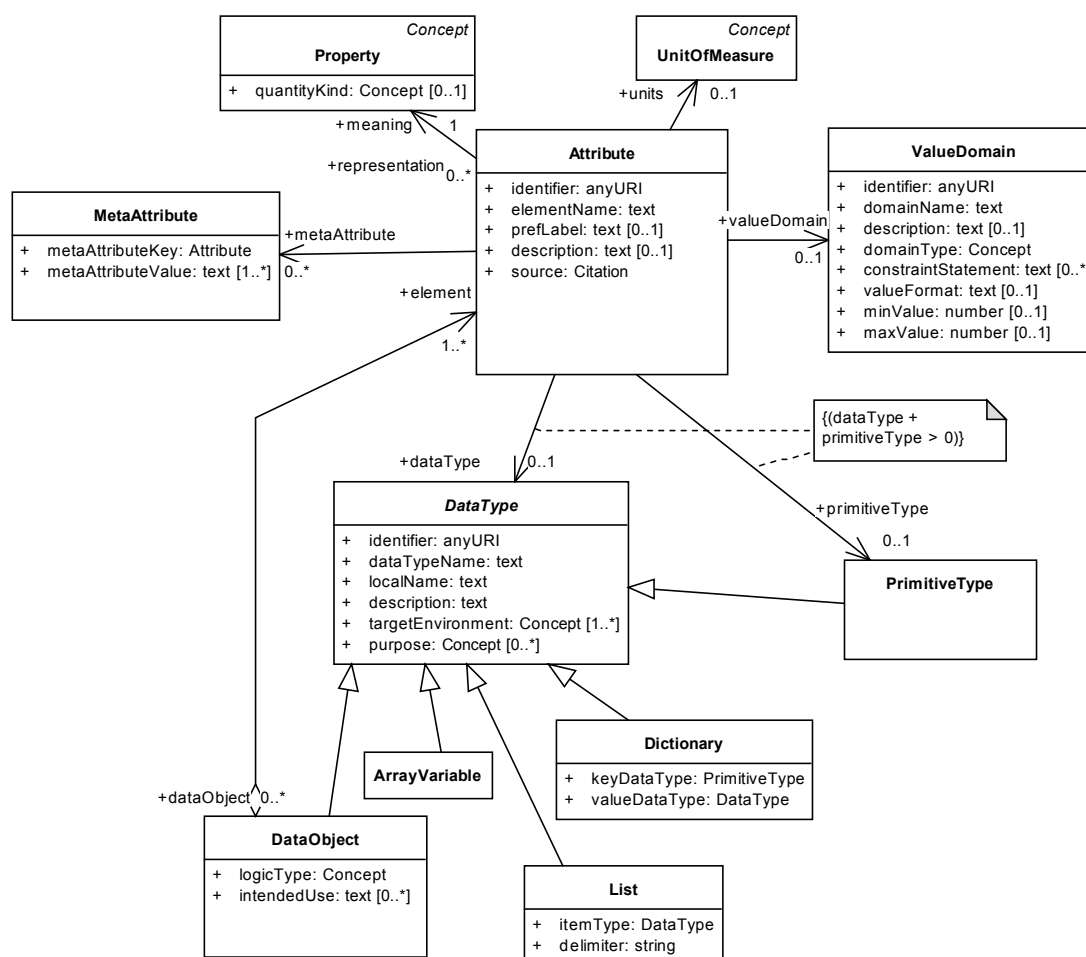 Concept
Property
+ quantityKind: Concept [0..1]
Concept
UnitOfMeasure
+units 0..1
+meaning 1
+representation
0..*
Attribute
+ identifier: anyURI
+ elementName: text
+ prefLabel: text [0..1]
+ description: text [0..1]
+ source: Citation
ValueDomain
+ identifier: anyURI
+ domainName: text
+ description: text [0..1]
+ domainType: Concept
+ constraintStatement: text [0..*
+ valueFormat: text [0..1]
+ minValue: number [0..1]
+ maxValue: number [0..1]
+valueDomain
0..1
MetaAttribute
+ metaAttributeKey: Attribute
+ metaAttributeValue: text [1..*]
+metaAttribute
0..*
+element
1..*
{(dataType +
primitiveType > 0)}
+dataType 0..1
+primitiveType
0..1
DataType
+ identifier: anyURI
+ dataTypeName: text
+ localName: text
+ description: text
+ targetEnvironment: Concept [1..*]
+ purpose: Concept [0..*]
PrimitiveType
Dictionary
+ keyDataType: PrimitiveType
+ valueDataType: DataType
ArrayVariable
+dataObject 0..*
DataObject
+ logicType: Concept
+ intendedUse: text [0..*]
List
+ itemType: DataType
+ delimiter: string